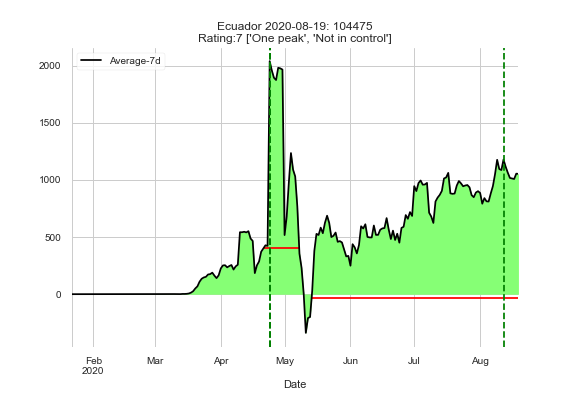 Ecuador 2020-08-19: 104475
Rating:7 ['One peak', 'Not in control']
Average-7d
2000
1500
1000
500
0
Feb
2020
Mar
Apr
May
Jun
Jul
Aug
Date